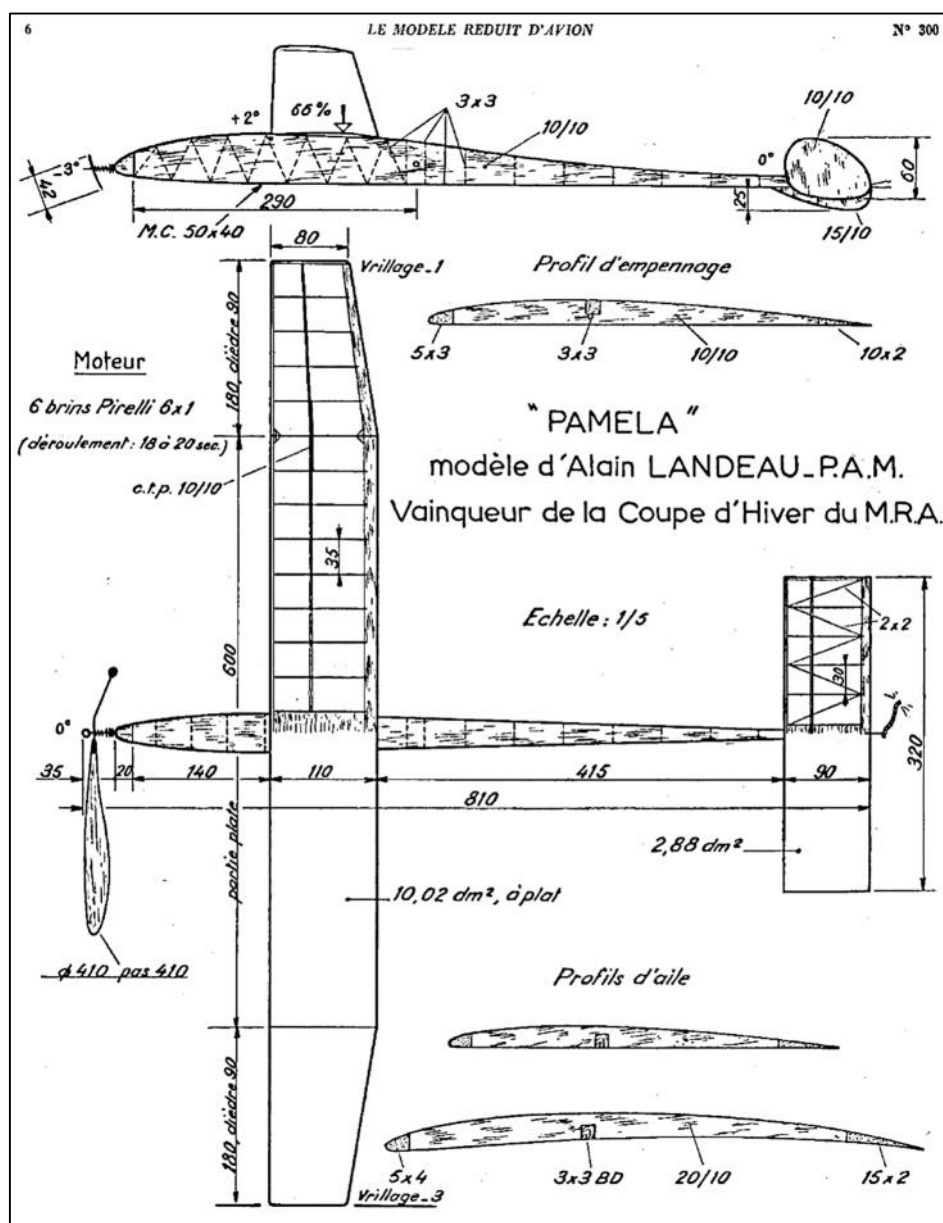 6
LE MODELE REDUIT D'AVION
N° 300
+2°
66%
3x3
10/10
10/10
0°
60
3°
42
290
M.C. 50x40
25
15/10
80
Vrillage_1
Profil d'empennage
5x3
3x3
10/10
10x2
180, dièdre 90
Moteur
6 brins Pirelli 6x1
(déroulement: 18 à 20 sec.)
c.t.p. 10/10
"PAMELA"
modèle d'Alain LANDEAU_P.A.M.
Vainqueur de la Coupe d'Hiver du M.R.A.
35
Echelle: 1/5
2x2
600
30
0°
320
35
20
140
110
415
90
810
partie plate
2,88 dm²
10,02 dm², à plat
ϕ 410 pas 410
Profils d'aile
180, dièdre 90
5x4
3x3 BD
20/10
15x2
Vrillage_3